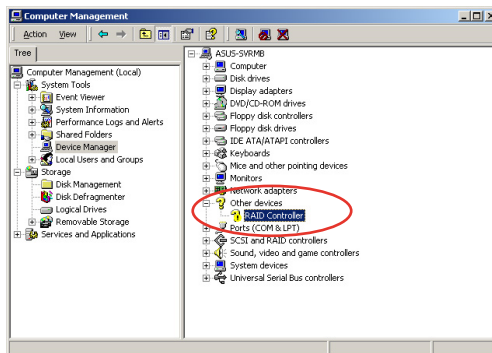 Computer Management
Action View
Tree
Computer Management (Local)
System Tools
Event Viewer
System Information
Performance Logs and Alerts
Shared Folders
Device Manager
Local Users and Groups
Storage
Disk Management
Disk Defragmenter
Logical Drives
Removable Storage
Services and Applications
ASUS-SVRMB
Computer
Disk drives
Display adapters
DVD/CD-ROM drives
Floppy disk controllers
Floppy disk drives
IDE ATA/ATAPI controllers
Keyboards
Mice and other pointing devices
Monitors
Network adapters
Other devices
RAID Controller
Ports (COM & LPT)
SCSI and RAID controllers
Sound, video and game controllers
System devices
Universal Serial Bus controllers